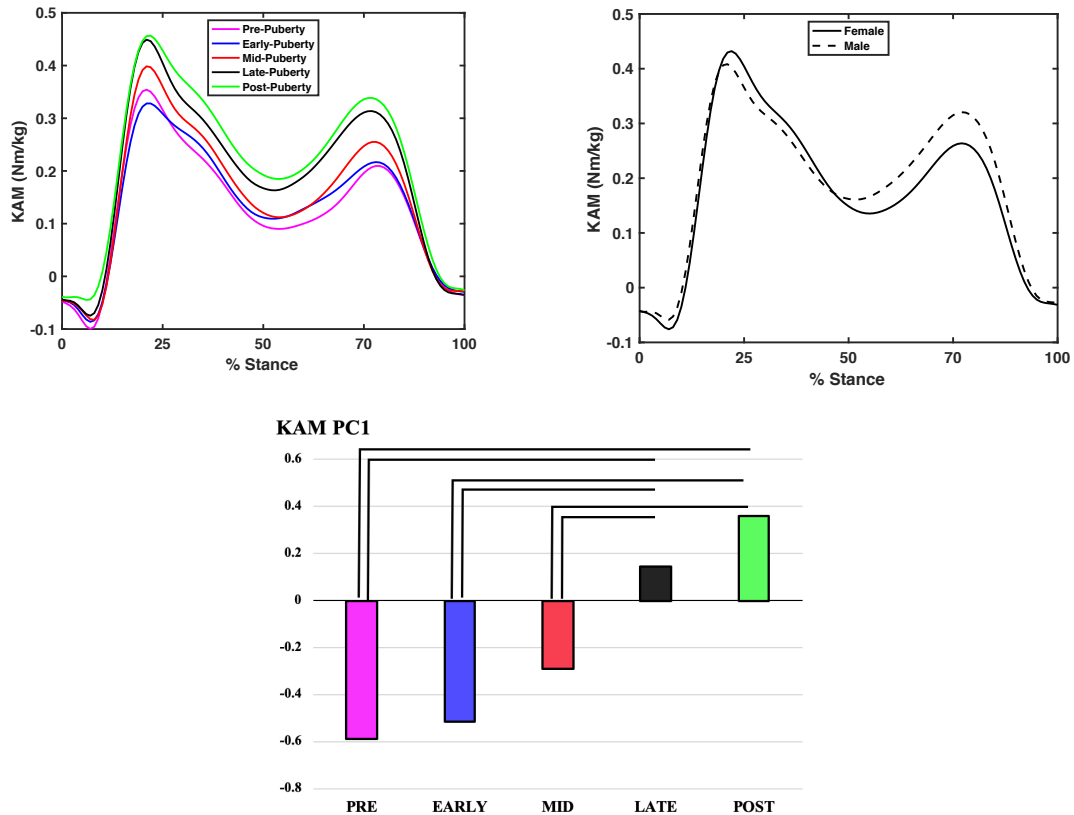 0.5
0.4
0.3
0.2
0.1
0
-0.1
KAM (Nm/kg)
Pre-Puberty
Early-Puberty
Mid-Puberty
Late-Puberty
Post-Puberty
0 25 50 70 100
% Stance
0.5
0.4
0.3
0.2
0.1
0
-0.1
KAM (Nm/kg)
Female
Male
0 25 50 70 100
% Stance
KAM PC1
0.6
0.4
0.2
0
-0.2
-0.4
-0.6
-0.8
PRE EARLY MID LATE POST